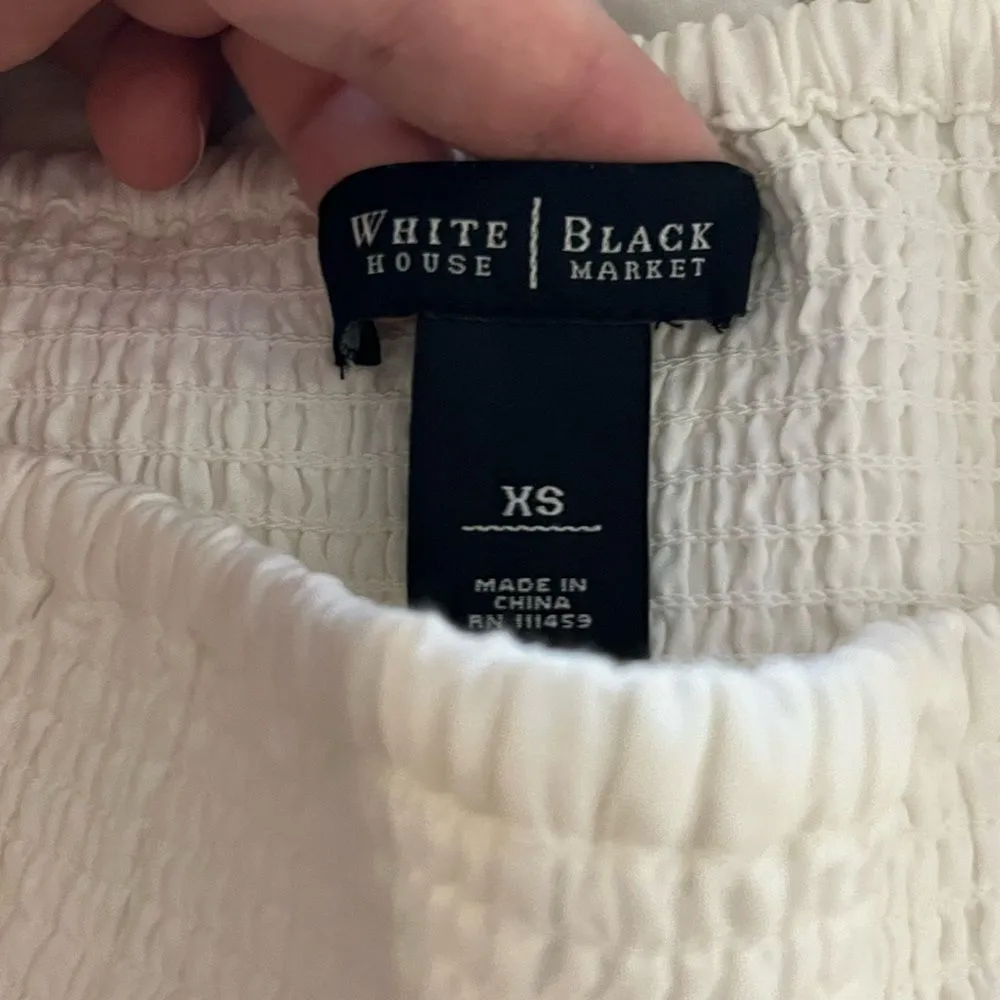 WHITE | BLACK
HOUSE | MARKET
XS
MADE IN
CHINA
RN 111459